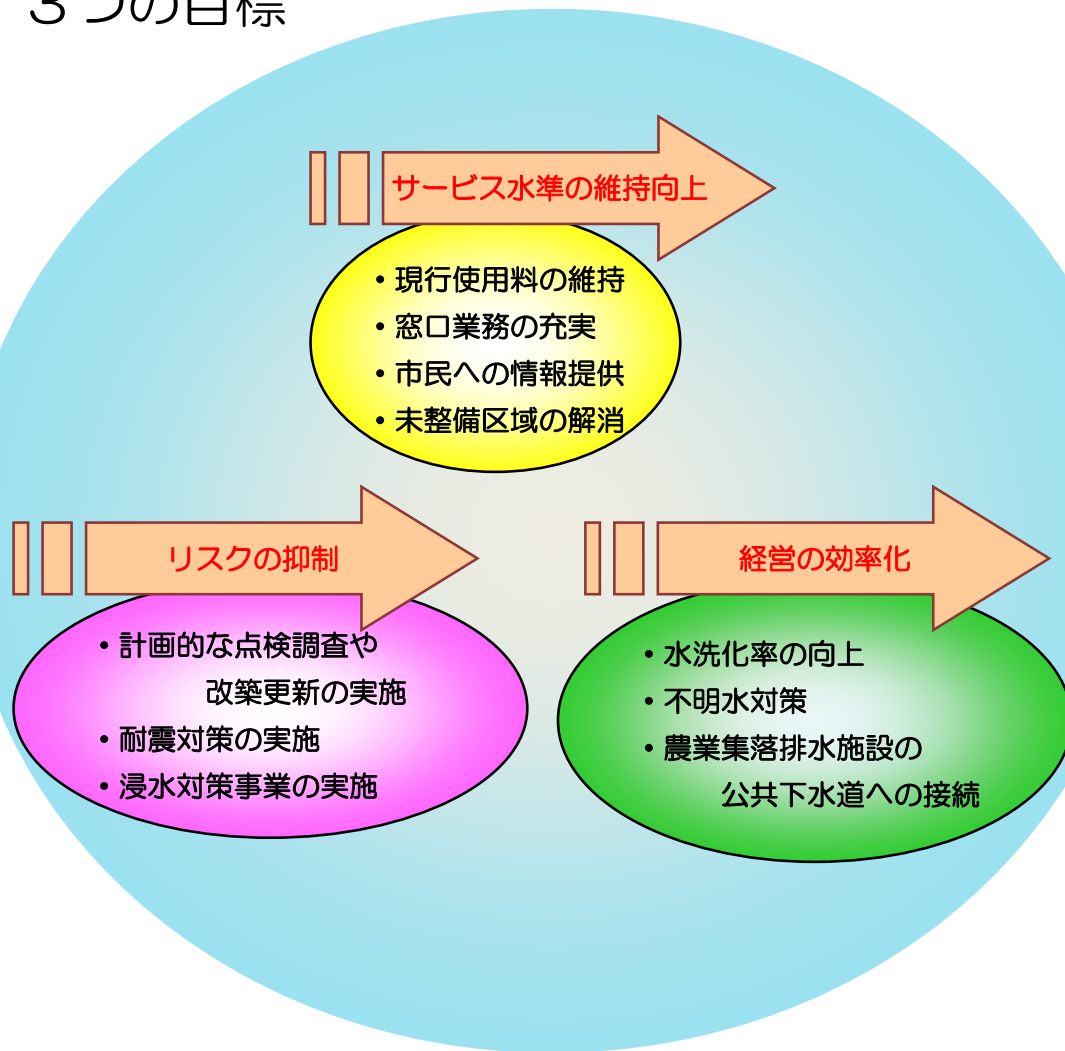 ３つの目標
サービス水準の維持向上
・現行使用料の維持
・窓口業務の充実
・市民への情報提供
・未整備区域の解消
リスクの抑制
・計画的な点検調査や
改築更新の実施
・耐震対策の実施
・浸水対策事業の実施
経営の効率化
・水洗化率の向上
・不明水対策
・農業集落排水施設の
公共下水道への接続